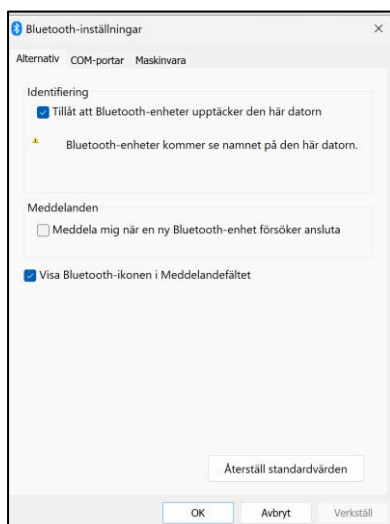 Bluetooth-inställningar
Alternativ COM-portar Maskinvara
Identifiering
Tillåt att Bluetooth-enheter upptäcker den här datorn
Bluetooth-enheter kommer se namnet på den här datorn.
Meddelanden
Meddela mig när en ny Bluetooth-enhet försöker ansluta
Visa Bluetooth-ikonen i Meddelandefältet
Återställ standardvärden
OK Avbryt Verkställ